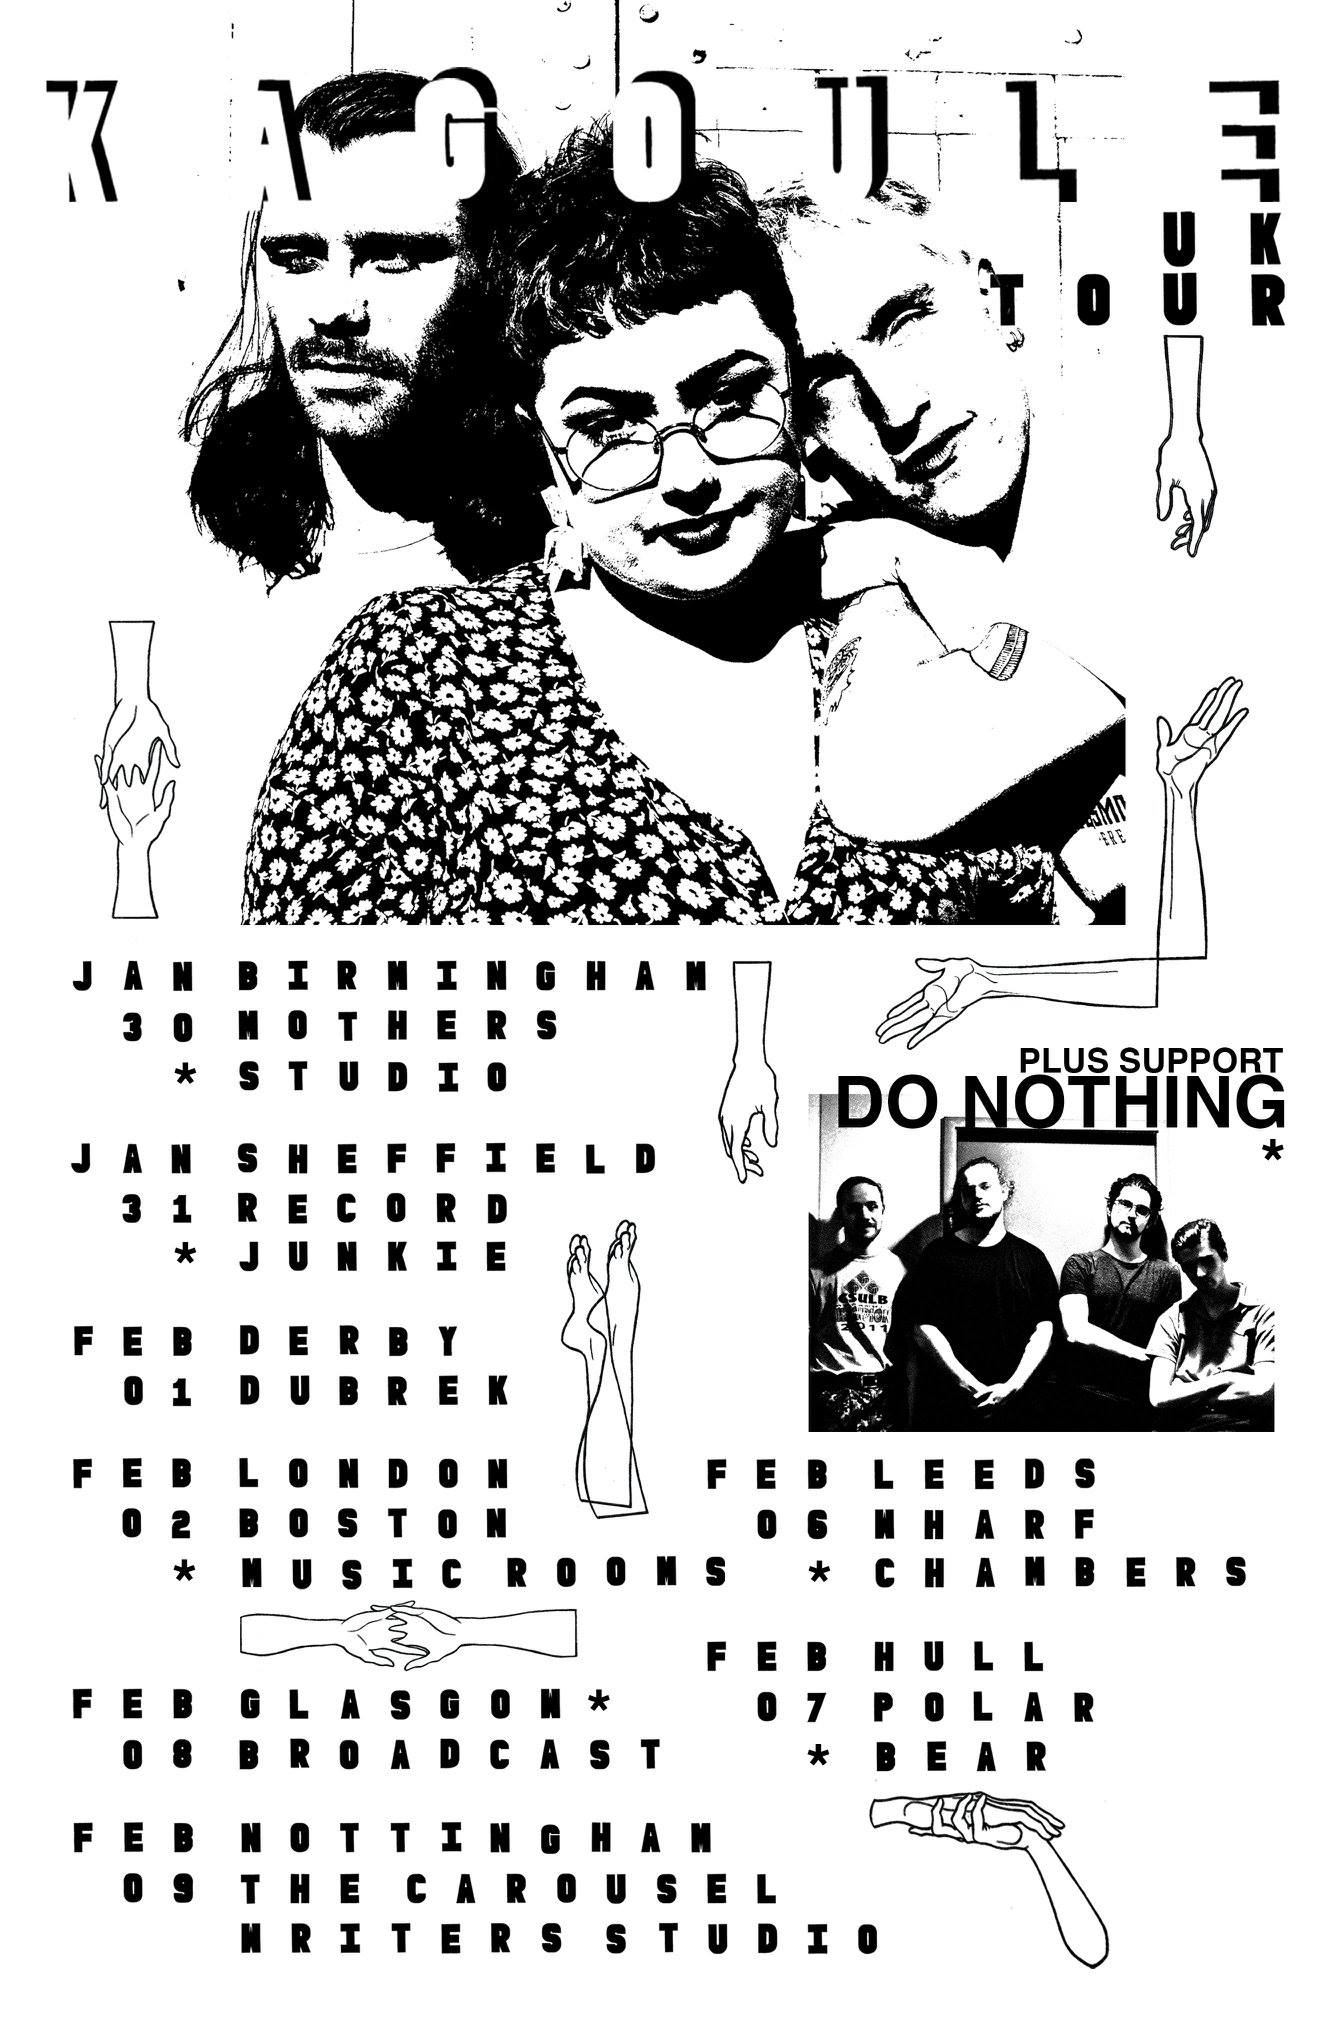 KAGOULE
UK
TOUR
JAN BIRMINGHAM
30 MOTHERS
* STUDIO
JAN SHEFFIELD
31 RECORD
* JUNKIE
FEB DERBY
01 DUBREK
FEB LONDON
02 BOSTON
* MUSIC ROOMS
FEB GLASGOW*
08 BROADCAST
FEB NOTTINGHAM
09 THE CAROUSEL
WRITERS STUDIO
PLUS SUPPORT
DO NOTHING
*
CSULB
2011
FEB LEEDS
06 WHARF
* CHAMBERS
FEB HULL
07 POLAR
* BEAR